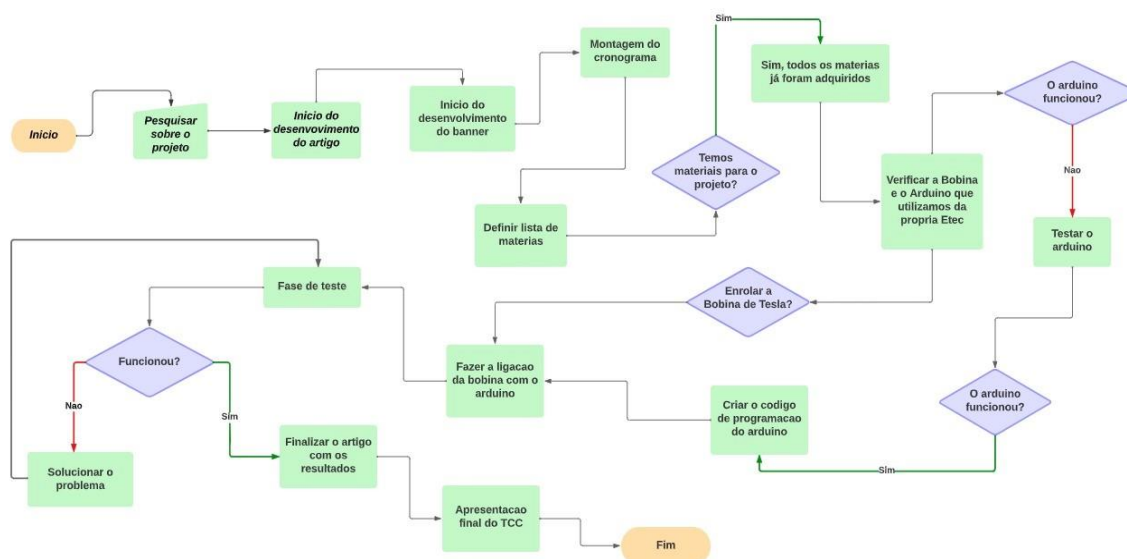 Inicio
Pesquisar
sobre o
projeto
Inicio do
desenvovimento
do artigo
Inicio do
desenvolvimento
do banner
Montagem do
cronograma
Definir lista de
materias
Temos
materiais para o
projeto?
Sim
Sim, todos os materias
já foram adquiridos
Verificar a Bobina
e o Arduino que
utilizamos da
propria Etec
O arduino
funcionou?
Nao
Testar o
arduino
O arduino
funcionou?
Sim
Criar o codigo
de programacao
do arduino
Enrolar a
Bobina de Tesla?
Fazer a ligacao
da bobina com o
arduino
Fase de teste
Funcionou?
Nao
Solucionar o
problema
Sim
Finalizar o artigo
com os
resultados
Apresentacao
final do TCC
Fim